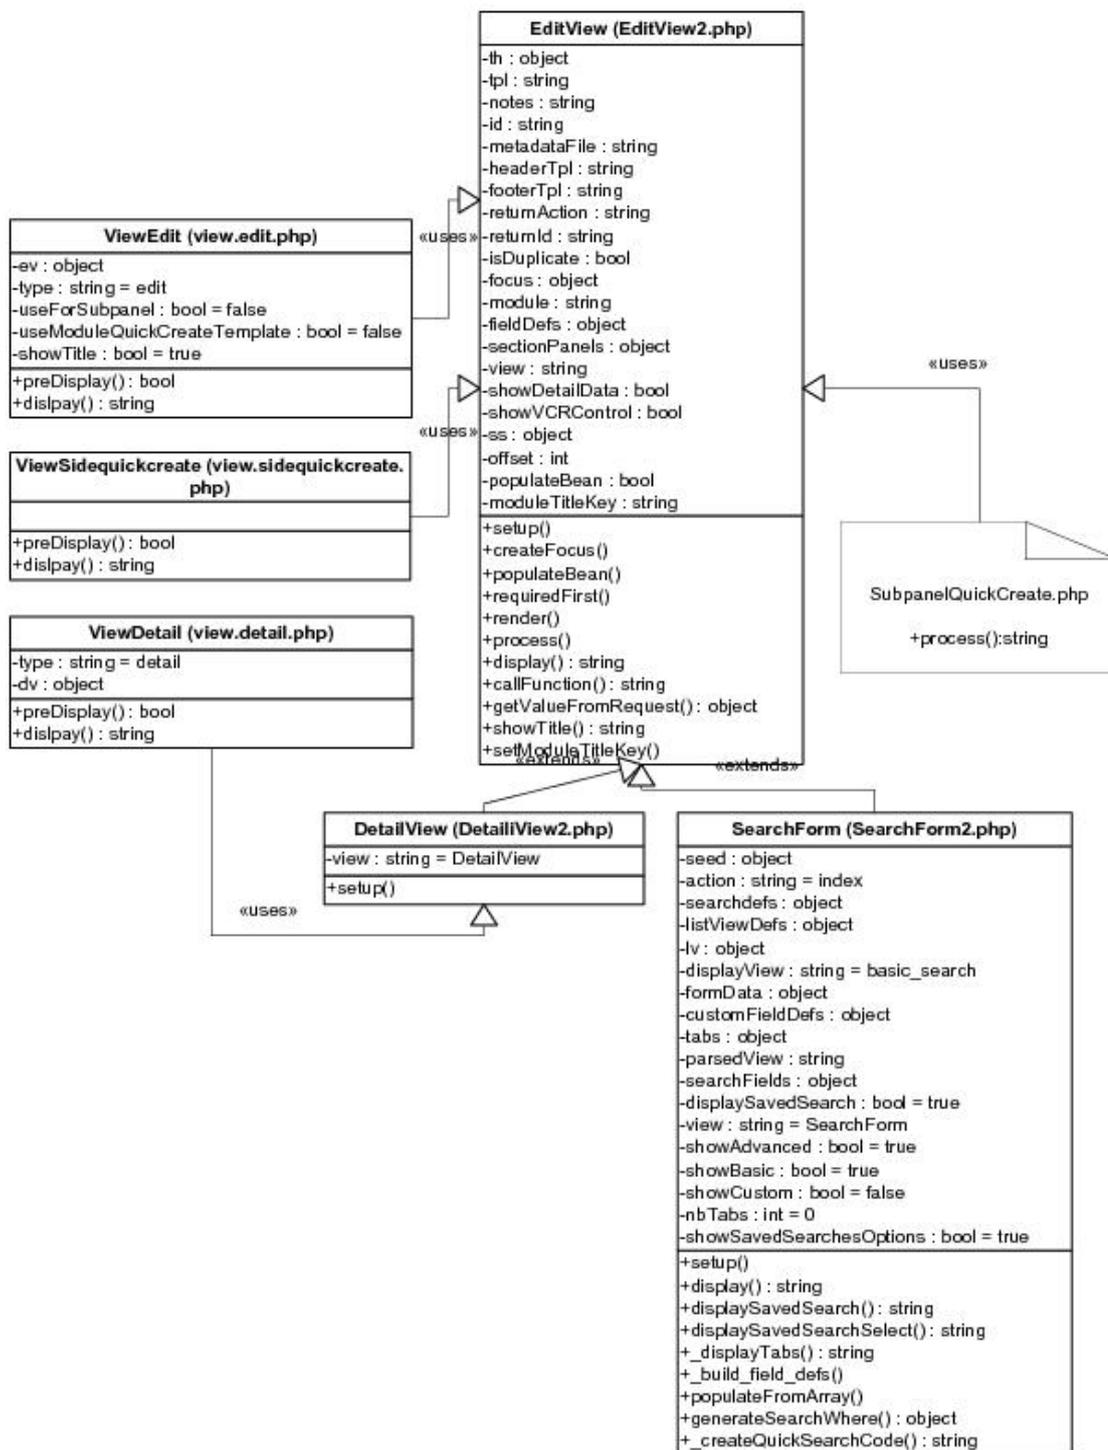 EditView (EditView2.php)
-th : object
-tpl : string
-notes : string
-id : string
-metadataFile : string
-headerTpl : string
-footerTpl : string
-returnAction : string
-returnId : string
-isDuplicate : bool
-focus : object
-module : string
-fieldDefs : object
-sectionPanels : object
-view : string
-showDetailData : bool
-showVCRControl : bool
-ss : object
-offset : int
-populateBean : bool
-moduleTitleKey : string
+setup()
+createFocus()
+populateBean()
+requiredFirst()
+render()
+process()
+display() : string
+callFunction() : string
+getValueFromRequest() : object
+showTitle() : string
+setModuleTitleKey()
«uses»
ViewEdit (view.edit.php)
-ev : object
-type : string = edit
-useForSubpanel : bool = false
-useModuleQuickCreateTemplate : bool = false
-showTitle : bool = true
+preDisplay() : bool
+dislpay() : string
«uses»
ViewSidequickcreate (view.sidequickcreate.
php)
+preDisplay() : bool
+dislpay() : string
«uses»
SubpanelQuickCreate.php
+process():string
ViewDetail (view.detail.php)
-type : string = detail
-dv : object
+preDisplay() : bool
+dislpay() : string
«uses»
«extends»
«extends»
DetailView (DetailiView2.php)
-view : string = DetailView
+setup()
SearchForm (SearchForm2.php)
-seed : object
-action : string = index
-searchdefs : object
-listViewDefs : object
-lv : object
-displayView : string = basic_search
-formData : object
-customFieldDefs : object
-tabs : object
-parsedView : string
-searchFields : object
-displaySavedSearch : bool = true
-view : string = SearchForm
-showAdvanced : bool = true
-showBasic : bool = true
-showCustom : bool = false
-nbTabs : int = 0
-showSavedSearchesOptions : bool = true
+setup()
+display() : string
+displaySavedSearch() : string
+displaySavedSearchSelect() : string
+_displayTabs() : string
+_build_field_defs()
+populateFromArray()
+generateSearchWhere() : object
+_createQuickSearchCode() : string